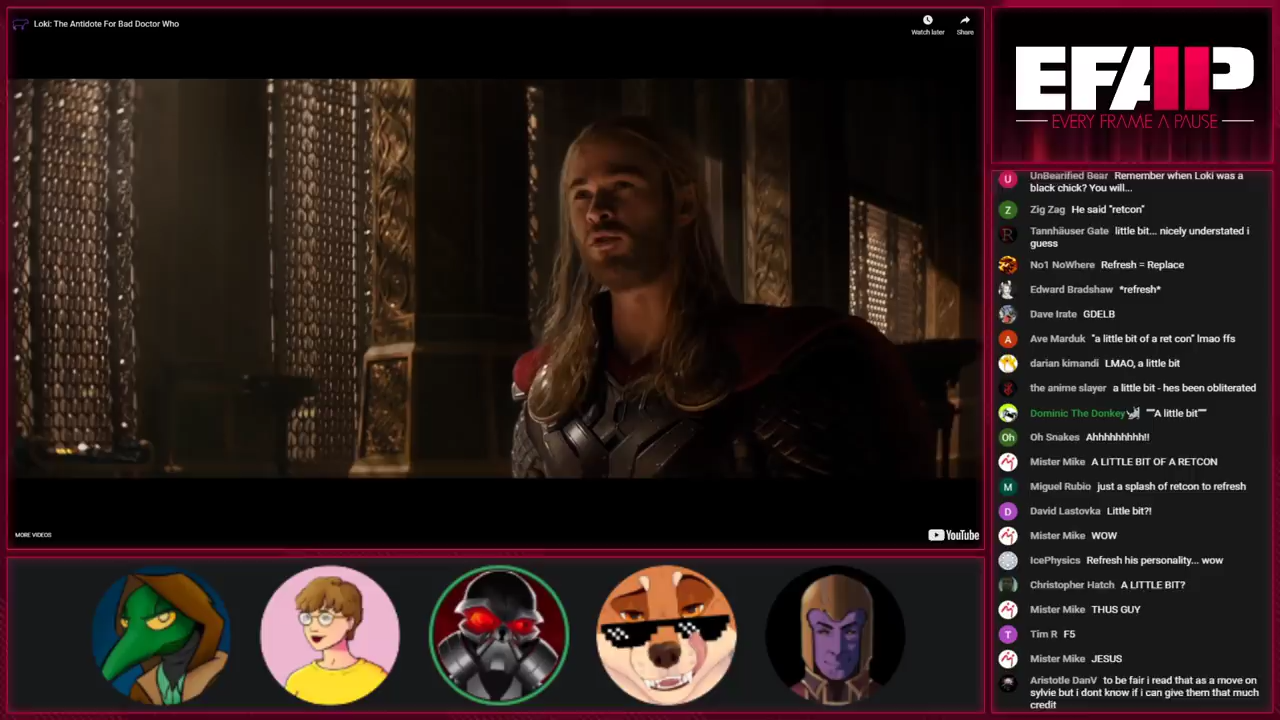 Loki: The Antidote For Bad Doctor Who
Watch later
Share
MORE VIDEOS
YouTube
EFAP
EVERY FRAME A PAUSE
UnBearified Bear Remember when Loki was a
black chick? You will...
Zig Zag He said "retcon"
Tannhäuser Gate little bit... nicely understated i
guess
No1 NoWhere Refresh = Replace
Edward Bradshaw *refresh*
Dave Irate GDELB
Ave Marduk "a little bit of a ret con" lmao ffs
darian kimandi LMAO, a little bit
the anime slayer a little bit - hes been obliterated
Dominic The Donkey """A little bit"""
Oh Snakes Ahhhhhhhhh!!
Mister Mike A LITTLE BIT OF A RETCON
Miguel Rubio just a splash of retcon to refresh
David Lastovka Little bit?!
Mister Mike WOW
IcePhysics Refresh his personality... wow
Christopher Hatch A LITTLE BIT?
Mister Mike THUS GUY
Tim R F5
Mister Mike JESUS
Aristotle DanV to be fair i read that as a move on
sylvie but i dont know if i can give them that much
credit